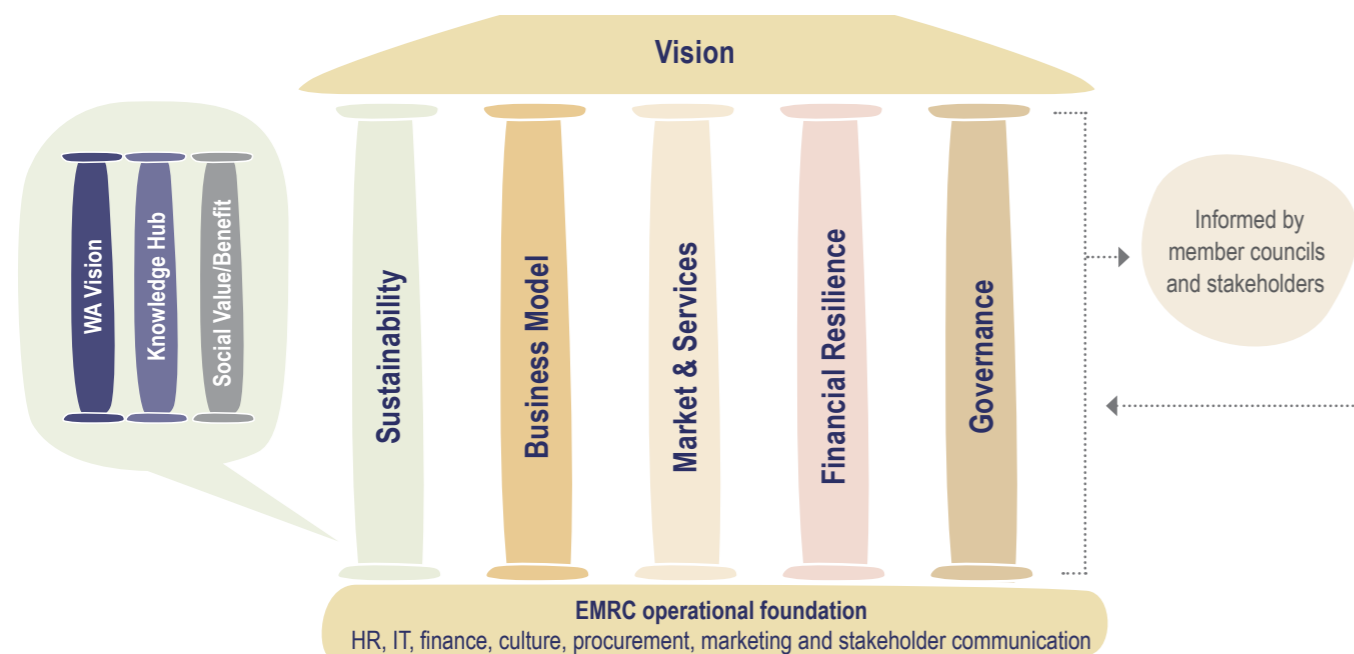 Vision
WA Vision
Knowledge Hub
Social Value/Benefit
Sustainability
Business Model
Market & Services
Financial Resilience
Governance
Informed by
member councils
and stakeholders
EMRC operational foundation
HR, IT, finance, culture, procurement, marketing and stakeholder communication